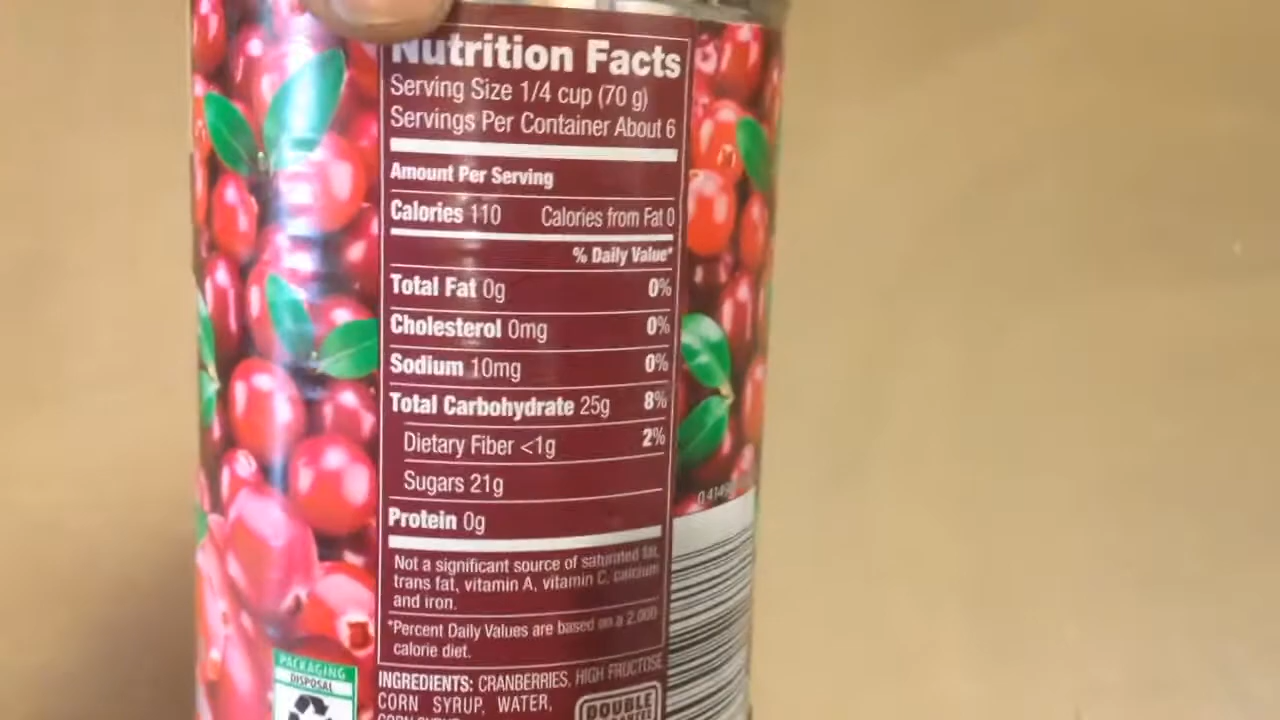 Nutrition Facts
Serving Size 1/4 cup (70 g)
Servings Per Container About 6
Amount Per Serving
Calories 110 Calories from Fat 0
% Daily Value*
Total Fat 0g 0%
Cholesterol 0mg 0%
Sodium 10mg 0%
Total Carbohydrate 25g 8%
Dietary Fiber <1g 2%
Sugars 21g
Protein 0g
Not a significant source of saturated fat,
trans fat, vitamin A, vitamin C, calcium
and iron.
*Percent Daily Values are based on a 2,000
calorie diet.
INGREDIENTS: CRANBERRIES, HIGH FRUCTOSE
CORN SYRUP, WATER,
PACKAGING
DISPOSAL
DOUBLE